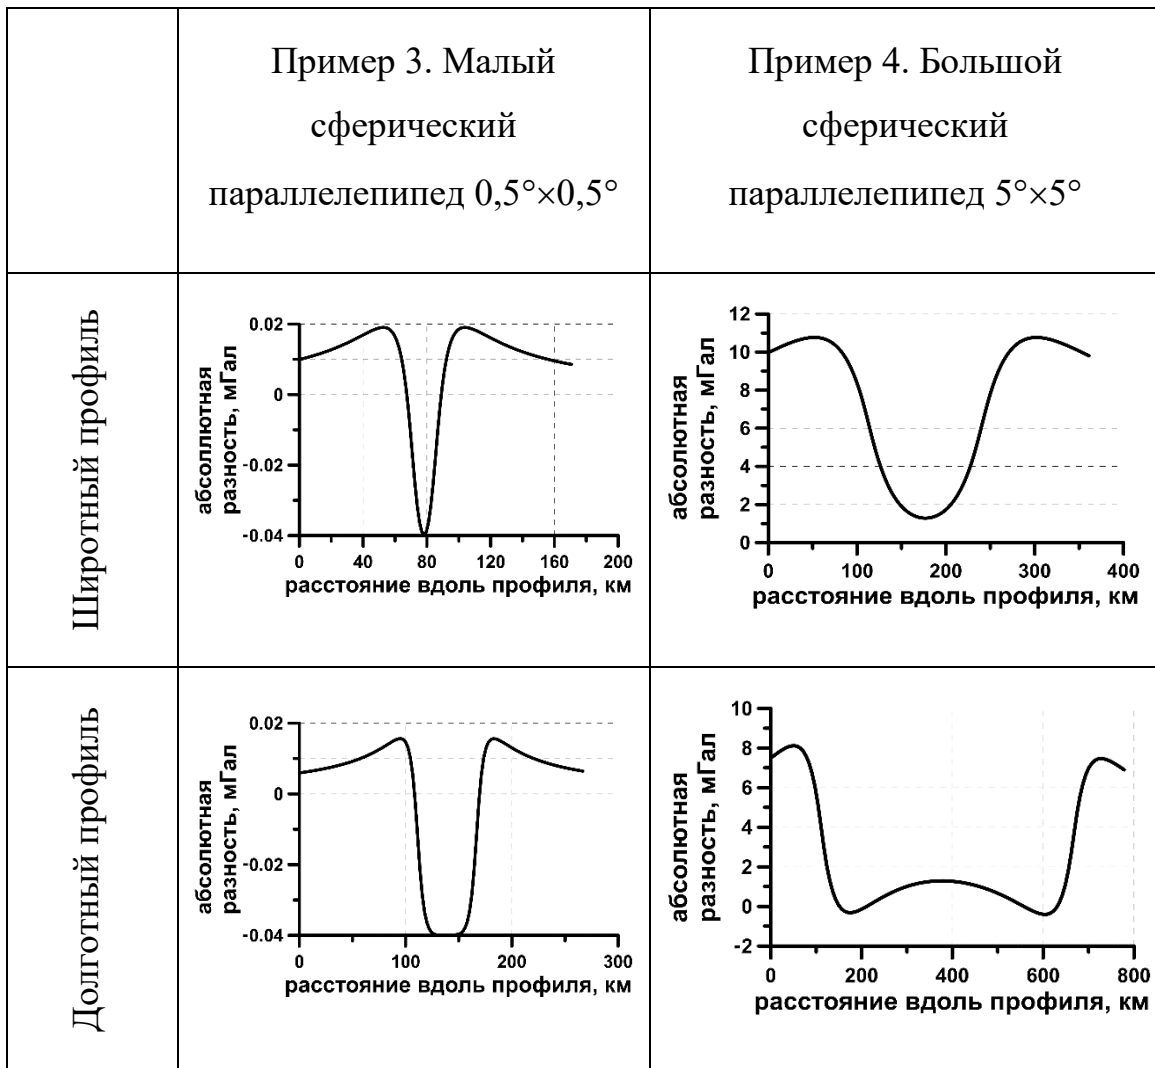 Пример 3. Малый
сферический
параллелепипед 0,5°×0,5°
Пример 4. Большой
сферический
параллелепипед 5°×5°
Широтный профиль
абсоллютная
разность, мГал
0.02
0
-0.02
-0.04
0 40 80 120 160 200
расстояние вдоль профиля, км
абсолютная
разность, мГал
12
10
8
6
4
2
0
0 100 200 300 400
расстояние вдоль профиля, км
Долготный профиль
абсолютная
разность, мГал
0.02
0
-0.02
-0.04
0 100 200 300
расстояние вдоль профиля, км
абсолютная
разность, мГал
10
8
6
4
2
0
-2
0 200 400 600 800
расстояние вдоль профиля, км